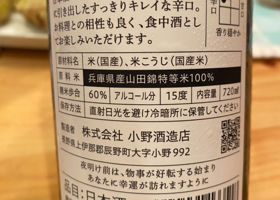 に引き出したすっきりキレイな辛口。
お料理との相性も良く、食中酒とし
てお楽しみいただけます。
辛口
香り穏やか
原材料名 米(国産)、米こうじ(国産米)
原料米 兵庫県産山田錦特等米100%
精米歩合 60% アルコール分 15度 内容量 720ml
保存方法 直射日光を避け冷暗所に保管してください
製造者 株式会社 小野酒造店
長野県上伊那郡辰野町大字小野992
夜明け前は、物事が好転する始まり
あなたに幸運が訪れますように
品目:日本酒